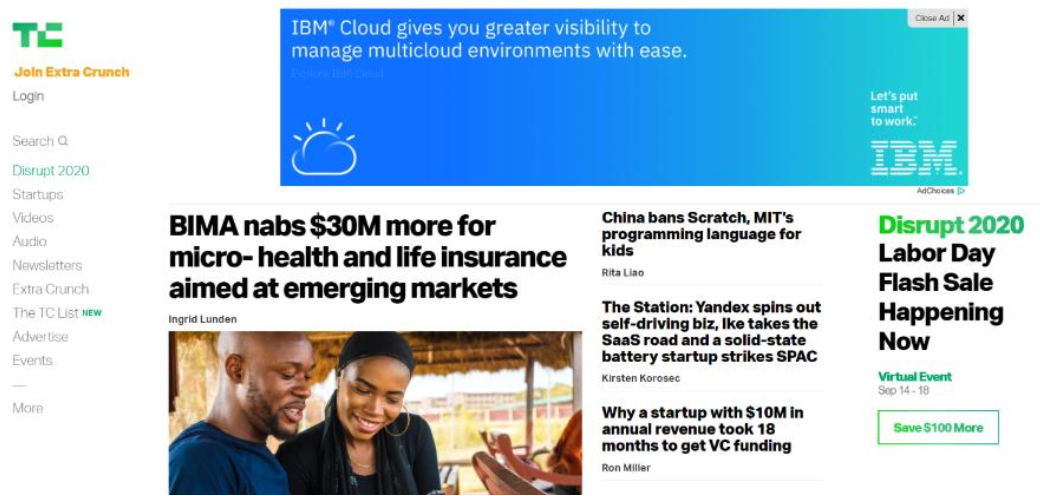 TC
Join Extra Crunch
Login
Search
Disrupt 2020
Startups
Videos
Audio
Newsletters
Extra Crunch
The TC List NEW
Advertise
Events
—
More
IBM® Cloud gives you greater visibility to
manage multicloud environments with ease.
Explore IBM Cloud
Close Ad X
Let's put
smart
to work.™
IBM
AdChoices
BIMA nabs $30M more for
micro- health and life insurance
aimed at emerging markets
Ingrid Lunden
China bans Scratch, MIT's
programming language for
kids
Rita Liao
The Station: Yandex spins out
self-driving biz, Ike takes the
SaaS road and a solid-state
battery startup strikes SPAC
Kirsten Korosec
Why a startup with $10M in
annual revenue took 18
months to get VC funding
Ron Miller
Disrupt 2020
Labor Day
Flash Sale
Happening
Now
Virtual Event
Sep 14 - 18
Save $100 More